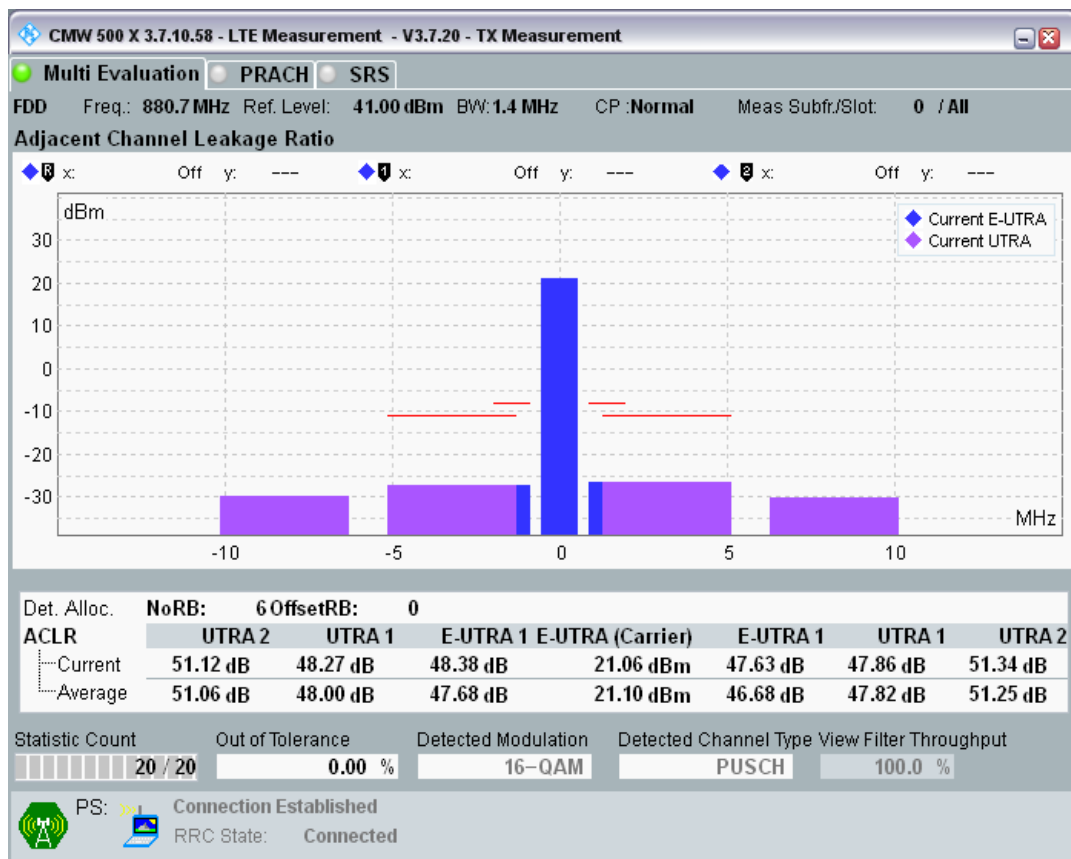 CMW 500 X 3.7.10.58 - LTE Measurement - V3.7.20 - TX Measurement
Multi Evaluation PRACH SRS
FDD Freq.: 880.7 MHz Ref. Level: 41.00 dBm BW: 1.4 MHz CP :Normal Meas Subfr./Slot: 0 / All
Adjacent Channel Leakage Ratio
R x: Off y: --- 1 x: Off y: --- 2 x: Off y: ---
dBm
Current E-UTRA
Current UTRA
30
20
10
0
-10
-20
-30
MHz
-10 -5 0 5 10
Det. Alloc. NoRB: 6 OffsetRB: 0
ACLR UTRA 2 UTRA 1 E-UTRA 1 E-UTRA (Carrier) E-UTRA 1 UTRA 1 UTRA 2
Current 51.12 dB 48.27 dB 48.38 dB 21.06 dBm 47.63 dB 47.86 dB 51.34 dB
Average 51.06 dB 48.00 dB 47.68 dB 21.10 dBm 46.68 dB 47.82 dB 51.25 dB
Statistic Count Out of Tolerance Detected Modulation Detected Channel Type View Filter Throughput
20 / 20 0.00 % 16-QAM PUSCH 100.0 %
PS: Connection Established
RRC State: Connected